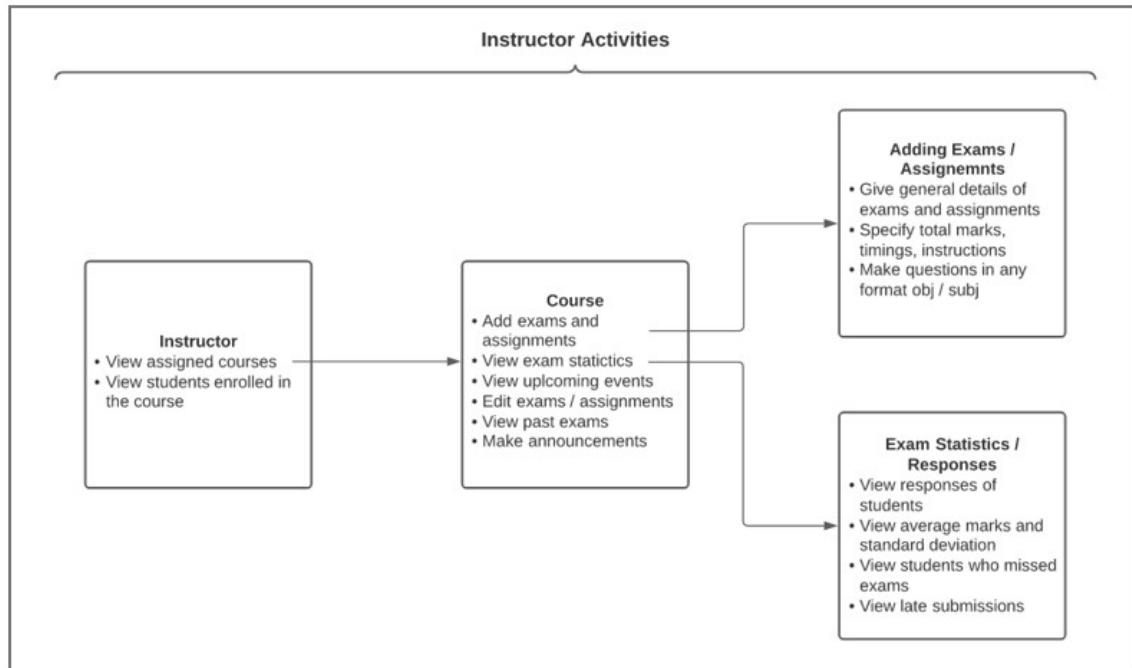 Instructor Activities
Instructor
• View assigned courses
• View students enrolled in
the course
Course
• Add exams and
assignments
• View exam statictics
• View uplcoming events
• Edit exams / assignments
• View past exams
• Make announcements
Adding Exams /
Assignemnts
• Give general details of
exams and assignments
• Specify total marks,
timings, instructions
• Make questions in any
format obj / subj
Exam Statistics /
Responses
• View responses of
students
• View average marks and
standard deviation
• View students who missed
exams
• View late submissions